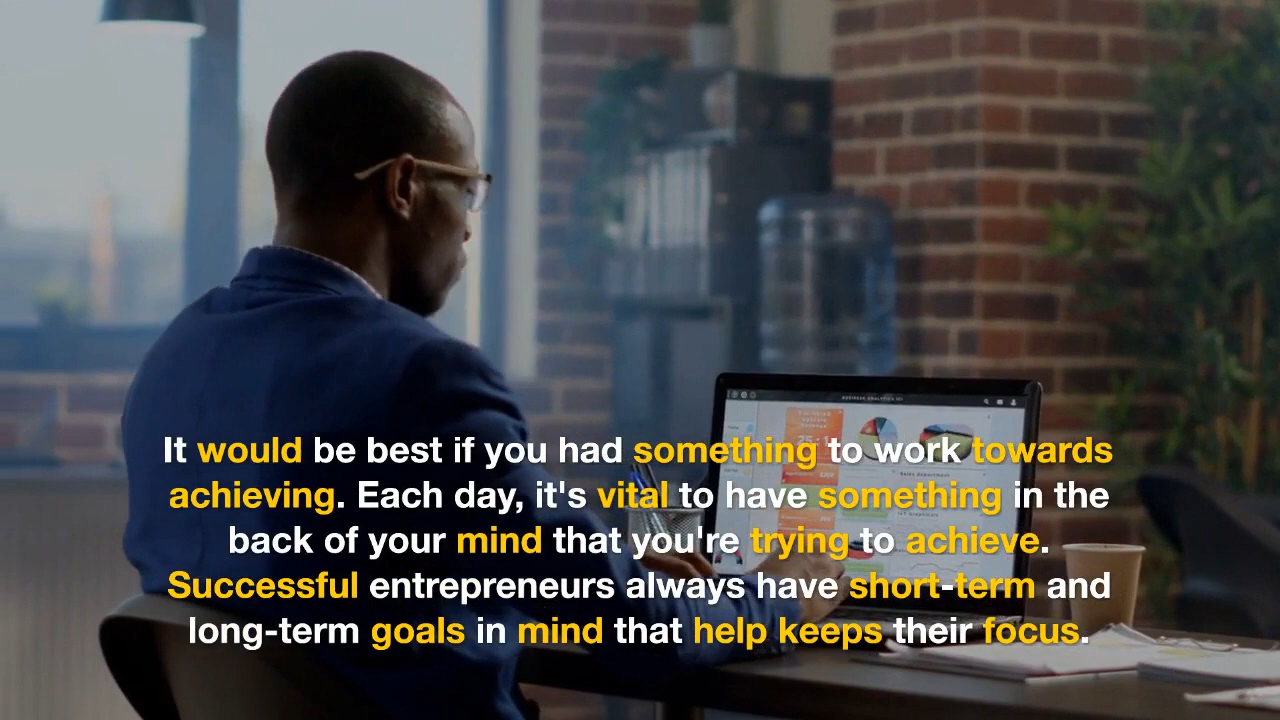 BUSINESS ANALYTICS
It would be best if you had something to work towards
achieving. Each day, it's vital to have something in the
back of your mind that you're trying to achieve.
Successful entrepreneurs always have short-term and
long-term goals in mind that help keeps their focus.